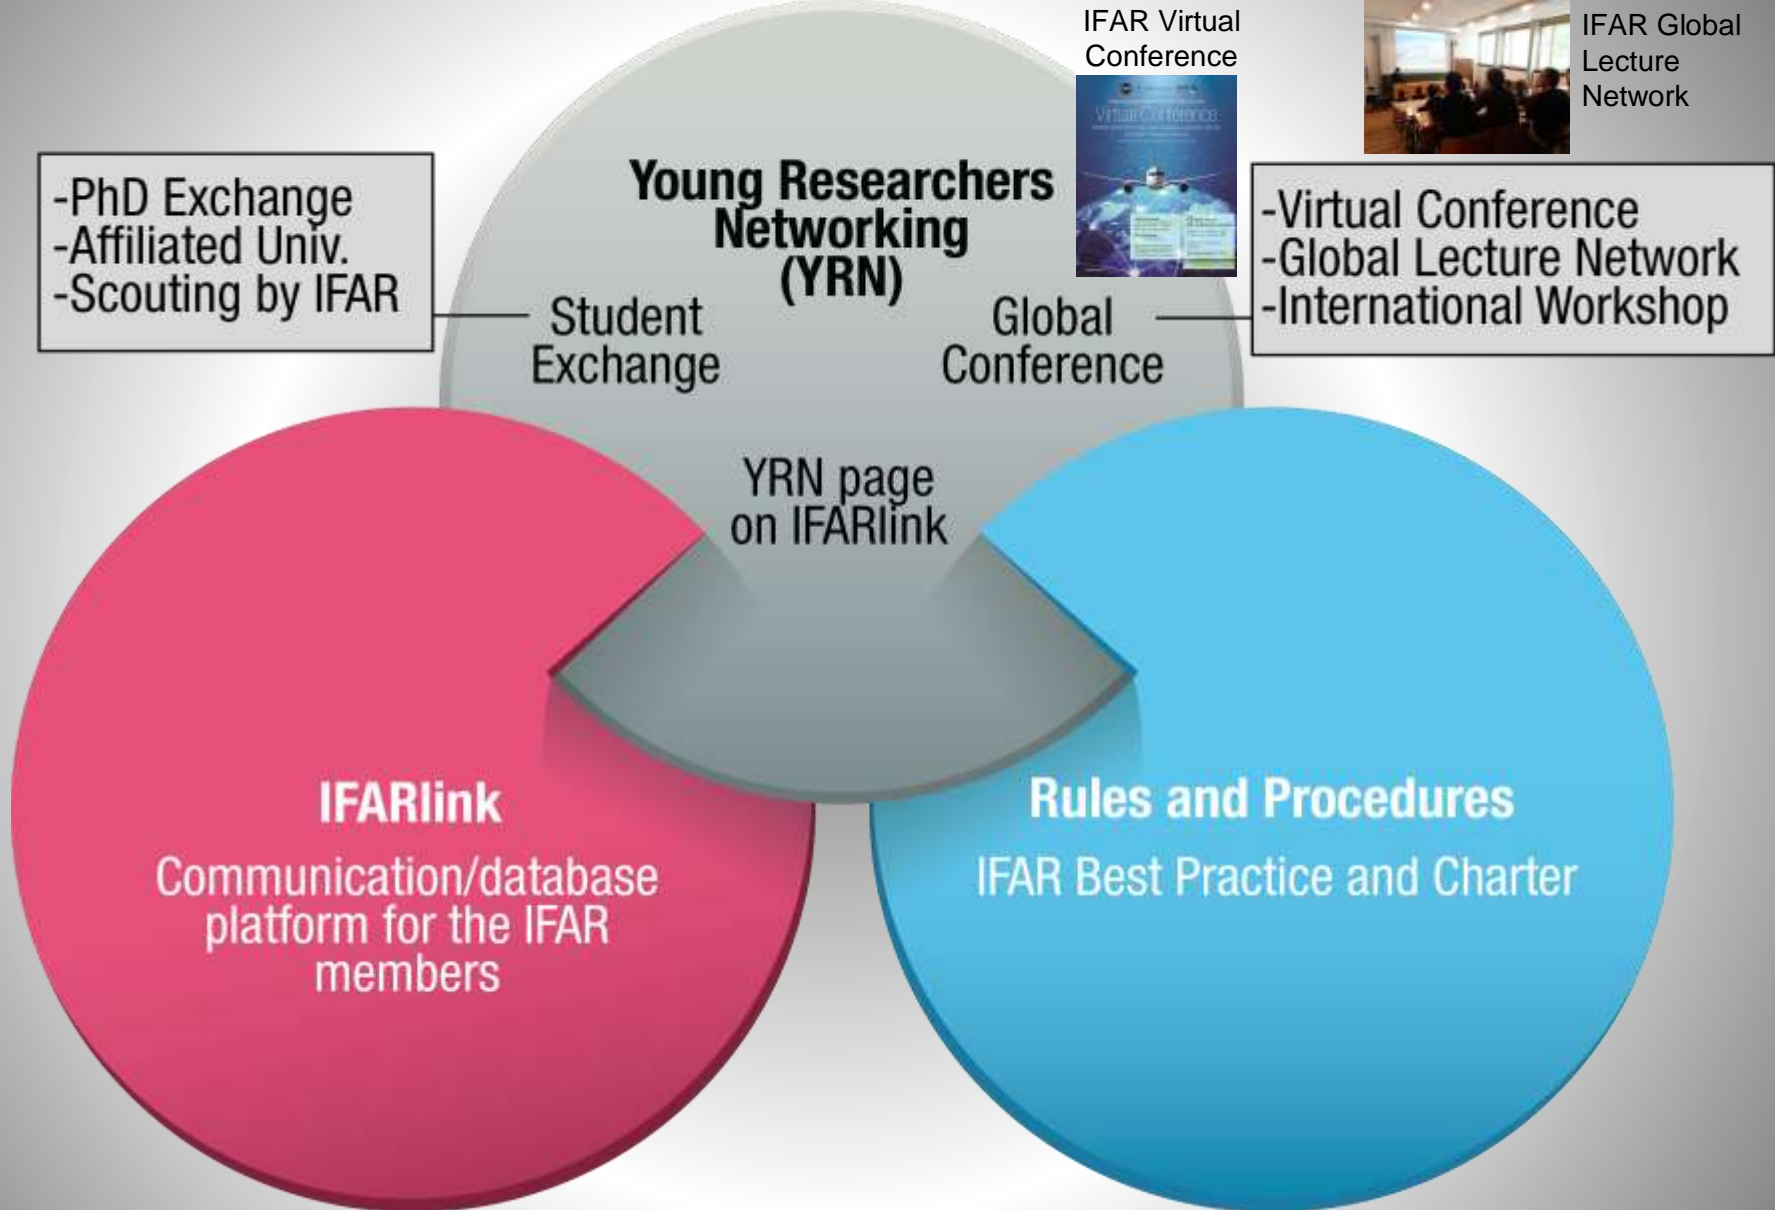 IFAR Virtual
Conference
IFAR Global
Lecture
Network
Virtual Conference
-PhD Exchange
-Affiliated Univ.
-Scouting by IFAR
Young Researchers
Networking
(YRN)
-Virtual Conference
-Global Lecture Network
-International Workshop
Student
Exchange
Global
Conference
YRN page
on IFARlink
IFARlink
Communication/database
platform for the IFAR
members
Rules and Procedures
IFAR Best Practice and Charter